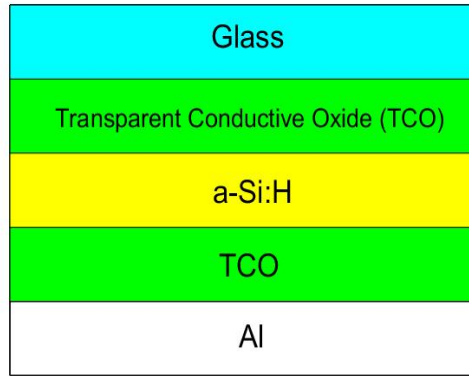 Glass
Transparent Conductive Oxide (TCO)
a-Si:H
TCO
Al